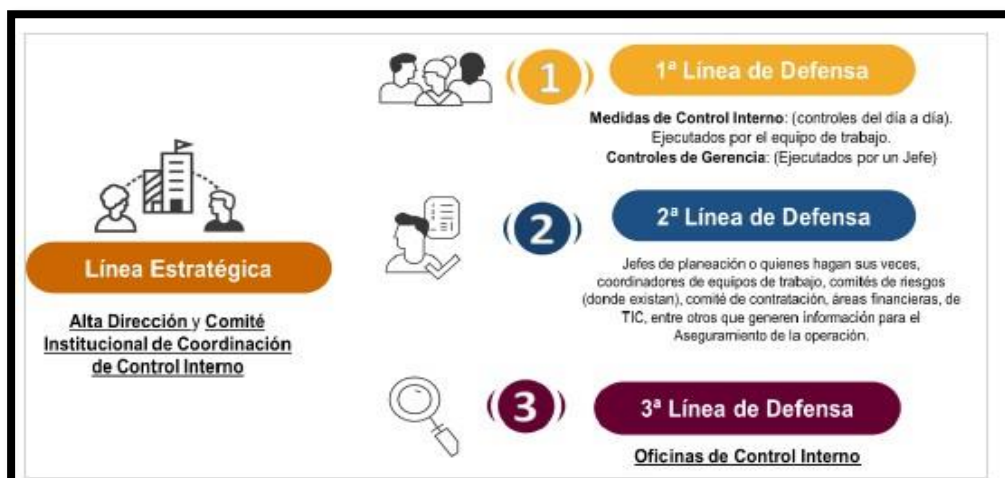 Línea Estratégica
Alta Dirección y Comité
Institucional de Coordinación
de Control Interno
1
1ª Línea de Defensa
Medidas de Control Interno: (controles del día a día).
Ejecutados por el equipo de trabajo.
Controles de Gerencia: (Ejecutados por un Jefe)
2
2ª Línea de Defensa
Jefes de planeación o quienes hagan sus veces,
coordinadores de equipos de trabajo, comités de riesgos
(donde existan), comité de contratación, áreas financieras, de
TIC, entre otros que generen información para el
Aseguramiento de la operación.
3
3ª Línea de Defensa
Oficinas de Control Interno